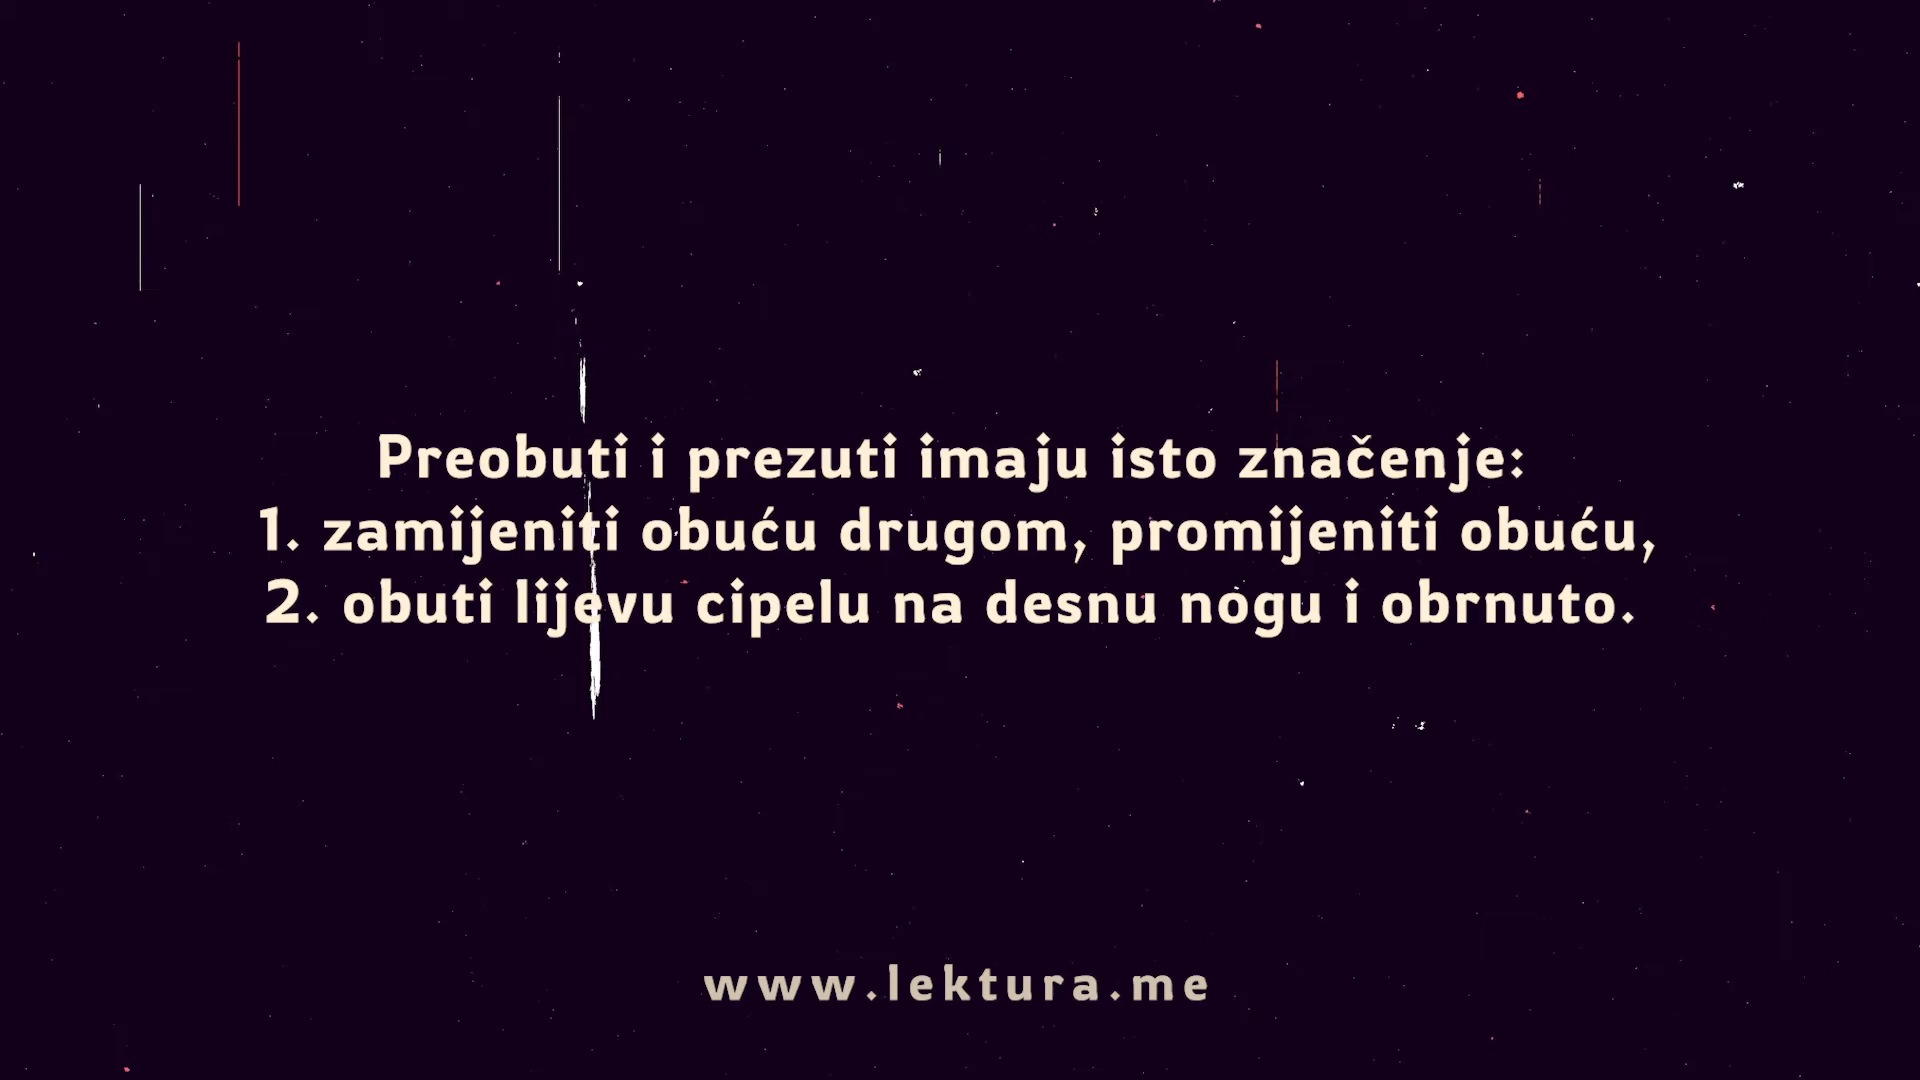 Preobuti i prezuti imaju isto značenje:
1. zamijeniti obuću drugom, promijeniti obuću,
2. obuti lijevu cipelu na desnu nogu i obrnuto.
www.lektura.me